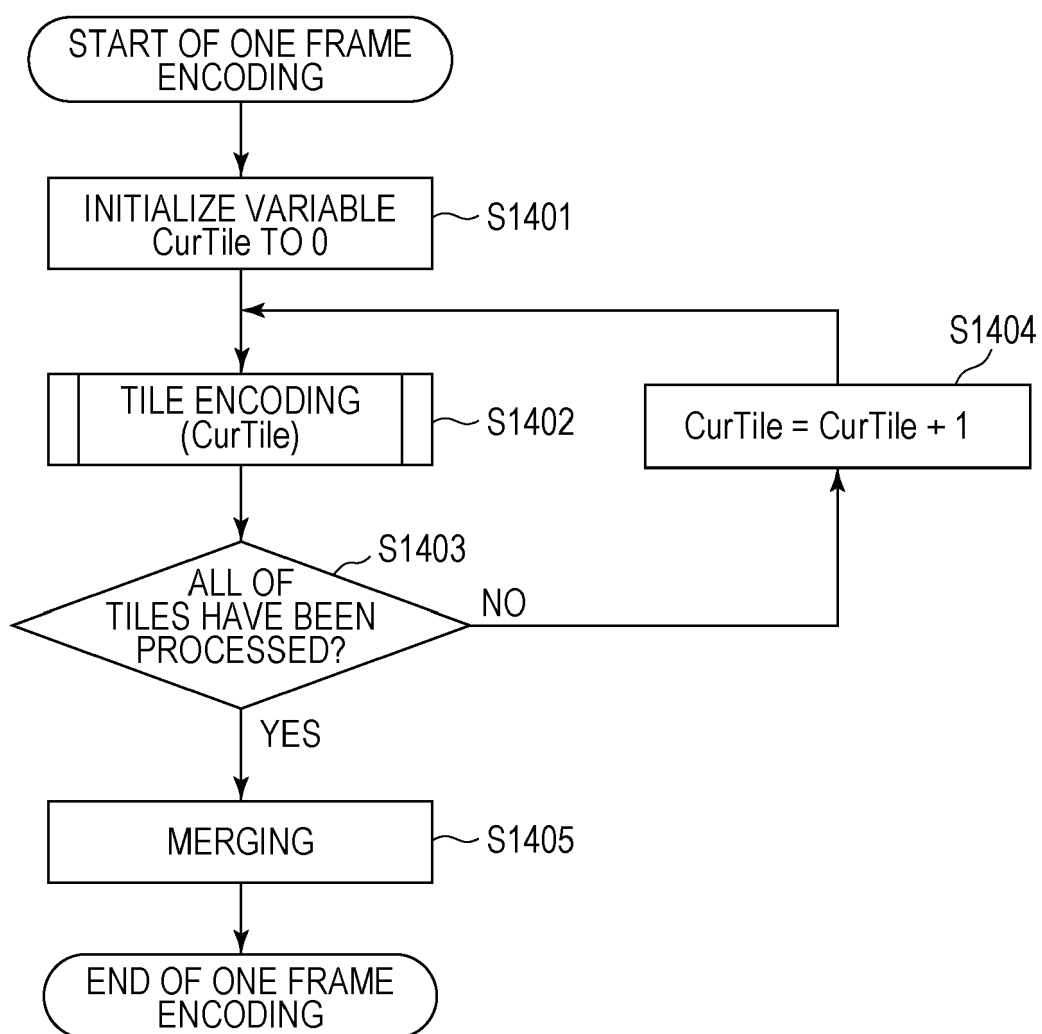 START OF ONE FRAME
ENCODING
INITIALIZE VARIABLE
CurTile TO 0
S1401
S1404
TILE ENCODING
(CurTile)
S1402
CurTile = CurTile + 1
S1403
ALL OF
TILES HAVE BEEN
PROCESSED?
NO
YES
MERGING
S1405
END OF ONE FRAME
ENCODING